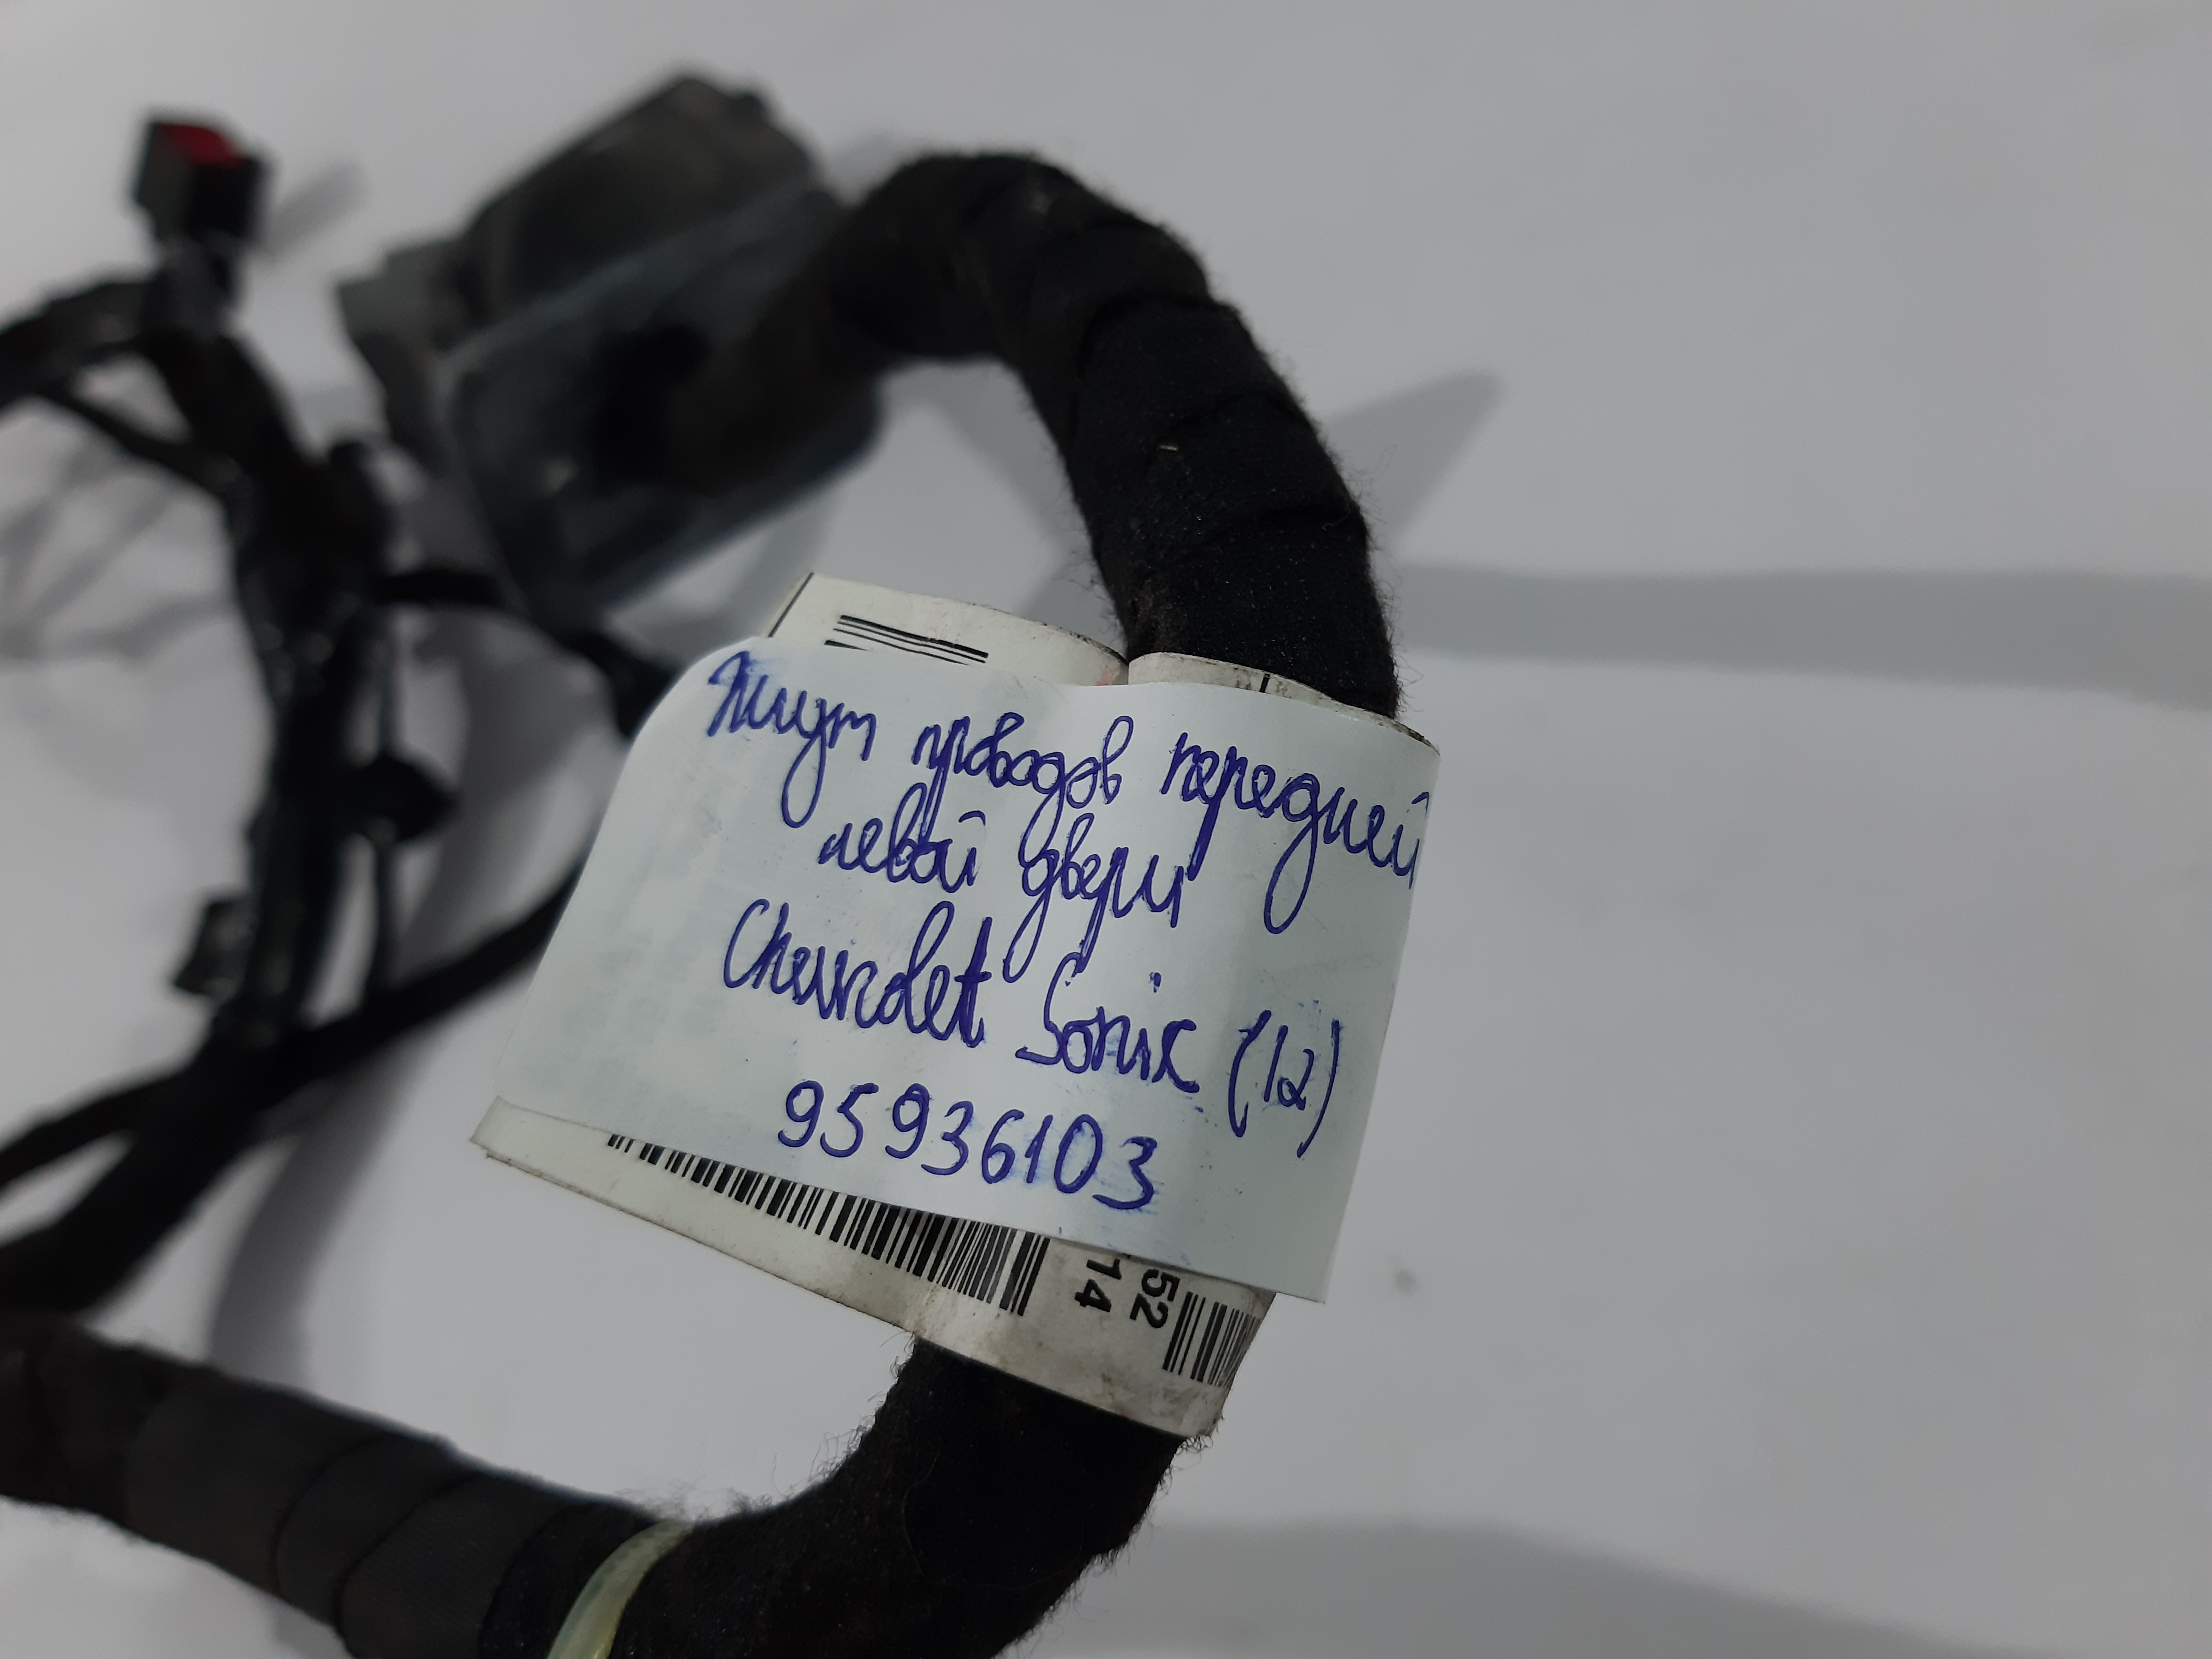 Жгут проводов передней
левой двери
Chevrolet Sonic (12)
95936103
52
14